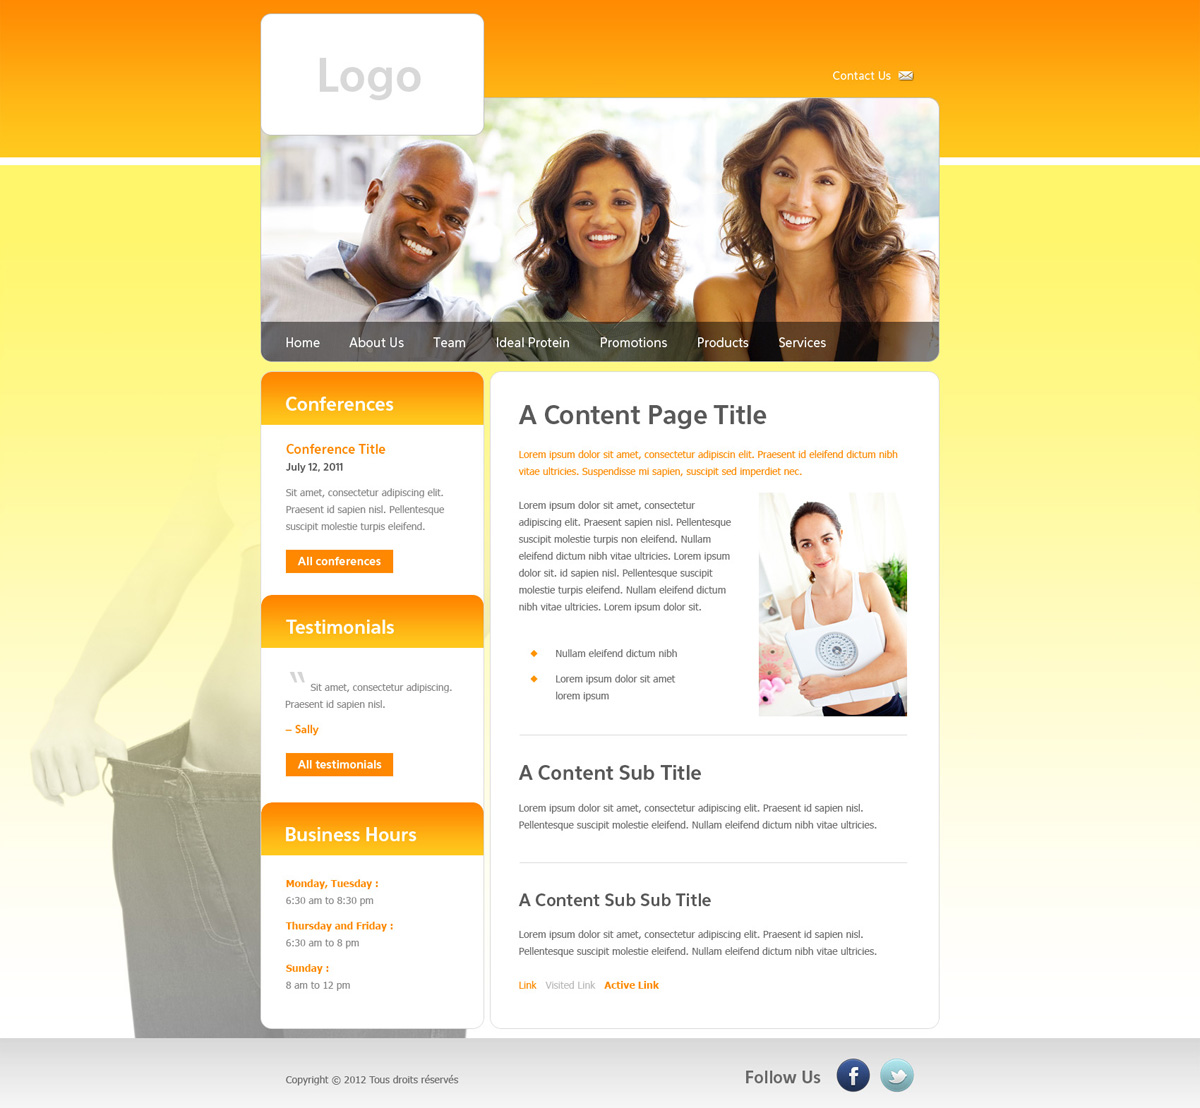 Logo
Contact Us
Home About Us Team Ideal Protein Promotions Products Services
Conferences
Conference Title
July 12, 2011
Sit amet, consectetur adipiscing elit.
Praesent id sapien nisl. Pellentesque
suscipit molestie turpis eleifend.
All conferences
Testimonials
" Sit amet, consectetur adipiscing.
Praesent id sapien nisl.
– Sally
All testimonials
Business Hours
Monday, Tuesday :
6:30 am to 8:30 pm
Thursday and Friday :
6:30 am to 8 pm
Sunday :
8 am to 12 pm
A Content Page Title
Lorem ipsum dolor sit amet, consectetur adipiscin elit. Praesent id eleifend dictum nibh
vitae ultricies. Suspendisse mi sapien, suscipit sed imperdiet nec.
Lorem ipsum dolor sit amet, consectetur
adipiscing elit. Praesent sapien nisl. Pellentesque
suscipit molestie turpis non eleifend. Nullam
eleifend dictum nibh vitae ultricies. Lorem ipsum
dolor sit. id sapien nisl. Pellentesque suscipit
molestie turpis eleifend. Nullam eleifend dictum
nibh vitae ultricies. Lorem ipsum dolor sit.
Nullam eleifend dictum nibh
Lorem ipsum dolor sit amet
lorem ipsum
A Content Sub Title
Lorem ipsum dolor sit amet, consectetur adipiscing elit. Praesent id sapien nisl.
Pellentesque suscipit molestie eleifend. Nullam eleifend dictum nibh vitae ultricies.
A Content Sub Sub Title
Lorem ipsum dolor sit amet, consectetur adipiscing elit. Praesent id sapien nisl.
Pellentesque suscipit molestie eleifend. Nullam eleifend dictum nibh vitae ultricies.
Link Visited Link Active Link
Copyright © 2012 Tous droits réservés
Follow Us f